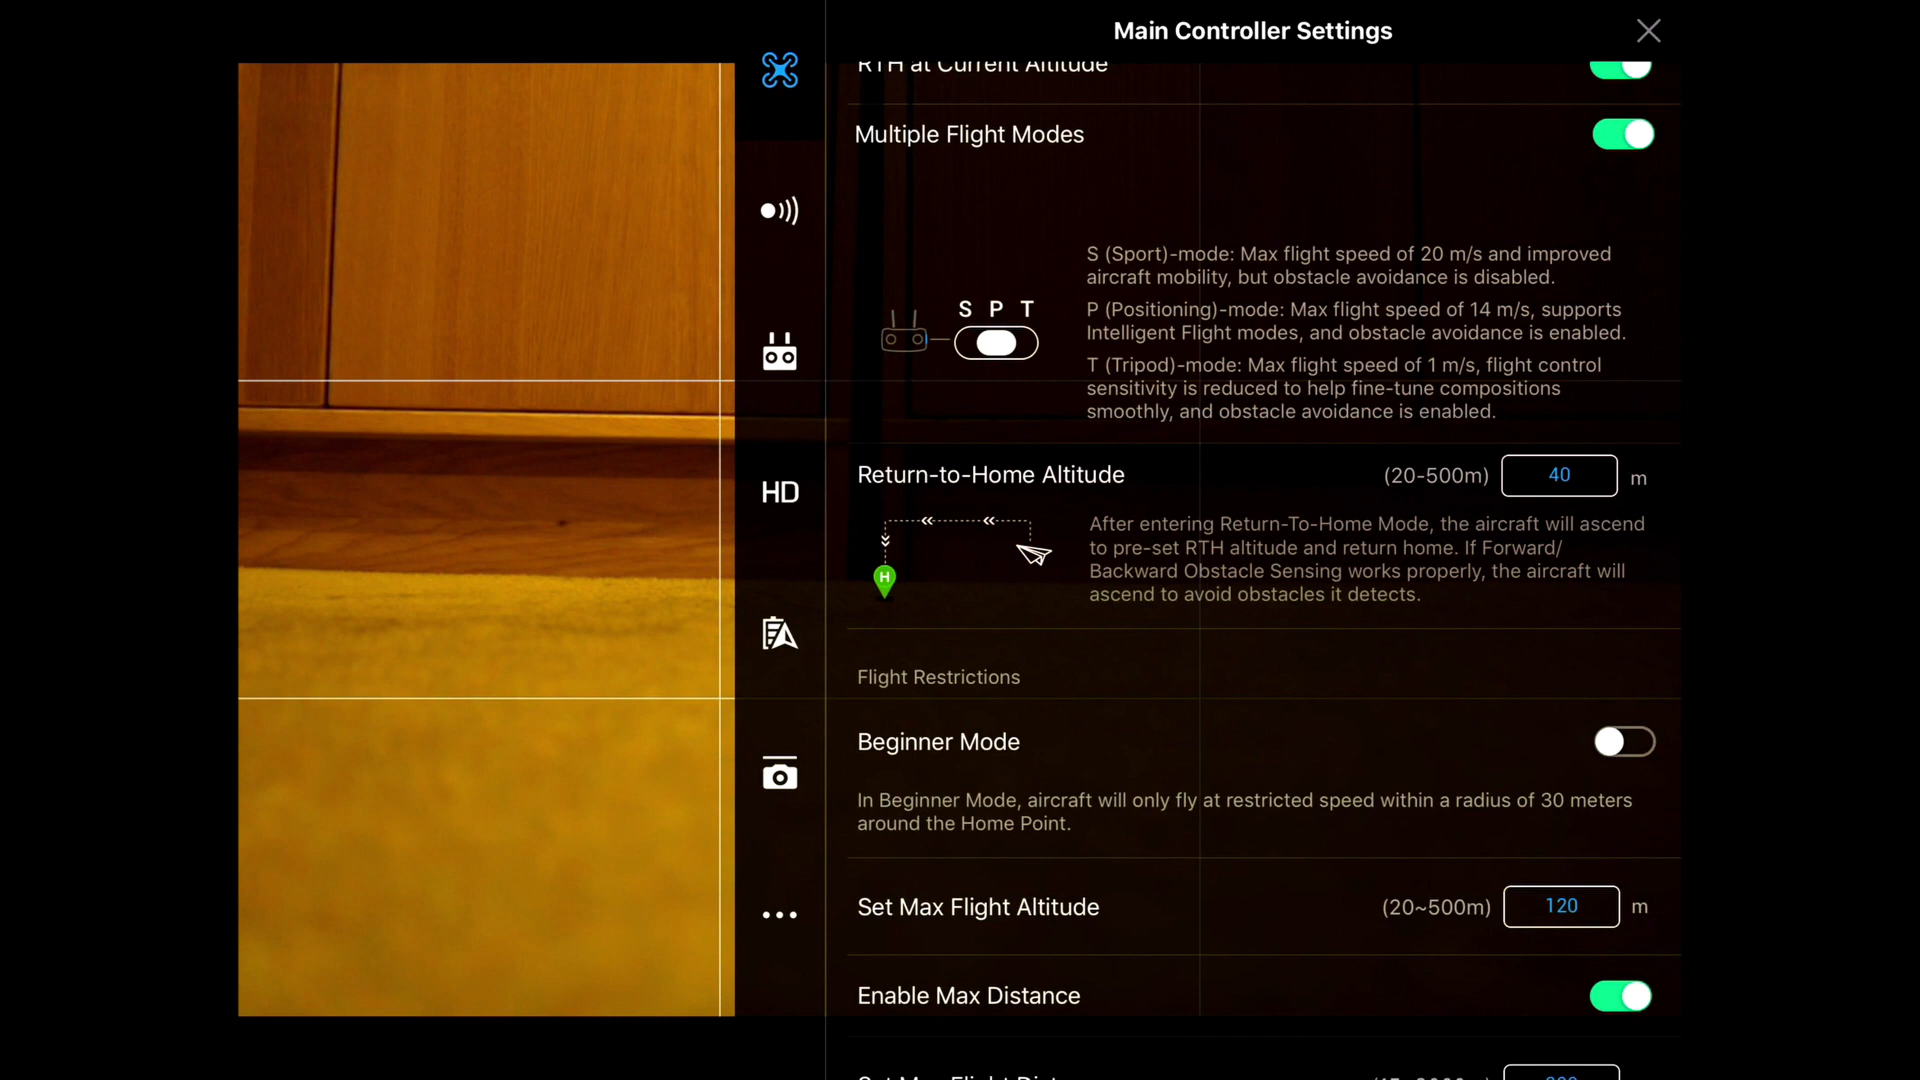 Main Controller Settings
RTH at Current Altitude
Multiple Flight Modes
S (Sport)-mode: Max flight speed of 20 m/s and improved
aircraft mobility, but obstacle avoidance is disabled.
S P T
P (Positioning)-mode: Max flight speed of 14 m/s, supports
Intelligent Flight modes, and obstacle avoidance is enabled.
T (Tripod)-mode: Max flight speed of 1 m/s, flight control
sensitivity is reduced to help fine-tune compositions
smoothly, and obstacle avoidance is enabled.
Return-to-Home Altitude (20-500m) 40 m
HD
After entering Return-To-Home Mode, the aircraft will ascend
to pre-set RTH altitude and return home. If Forward/
Backward Obstacle Sensing works properly, the aircraft will
ascend to avoid obstacles it detects.
H
Flight Restrictions
Beginner Mode
In Beginner Mode, aircraft will only fly at restricted speed within a radius of 30 meters
around the Home Point.
Set Max Flight Altitude (20~500m) 120 m
Enable Max Distance
Set Max Flight